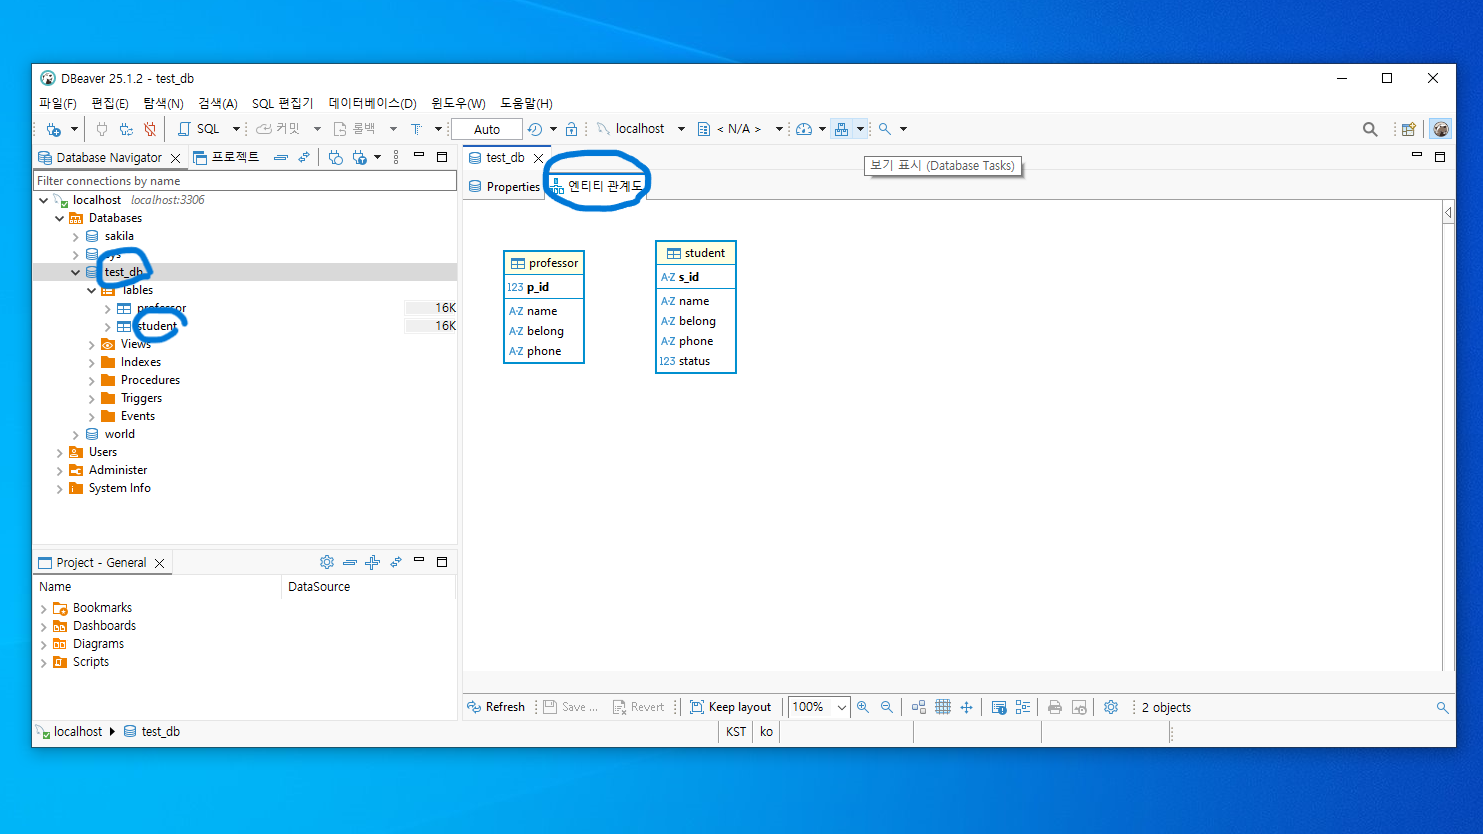 DBeaver 25.1.2 - test_db
파일(F) 편집(E) 탐색(N) 검색(A) SQL 편집기 데이터베이스(D) 윈도우(W) 도움말(H)
SQL 커밋 롤백 T Auto localhost < N/A >
Database Navigator 프로젝트
test_db
보기 표시 (Database Tasks)
Filter connections by name
Properties 엔티티 관계도
localhost localhost:3306
Databases
sakila
sys
test_db
Tables
professor 16K
student 16K
Views
Indexes
Procedures
Triggers
Events
world
Users
Administer
System Info
professor
123 p_id
A-Z name
A-Z belong
A-Z phone
student
A-Z s_id
A-Z name
A-Z belong
A-Z phone
123 status
Project - General
Name DataSource
Bookmarks
Dashboards
Diagrams
Scripts
Refresh Save ... Revert Keep layout 100% 2 objects
localhost test_db KST ko